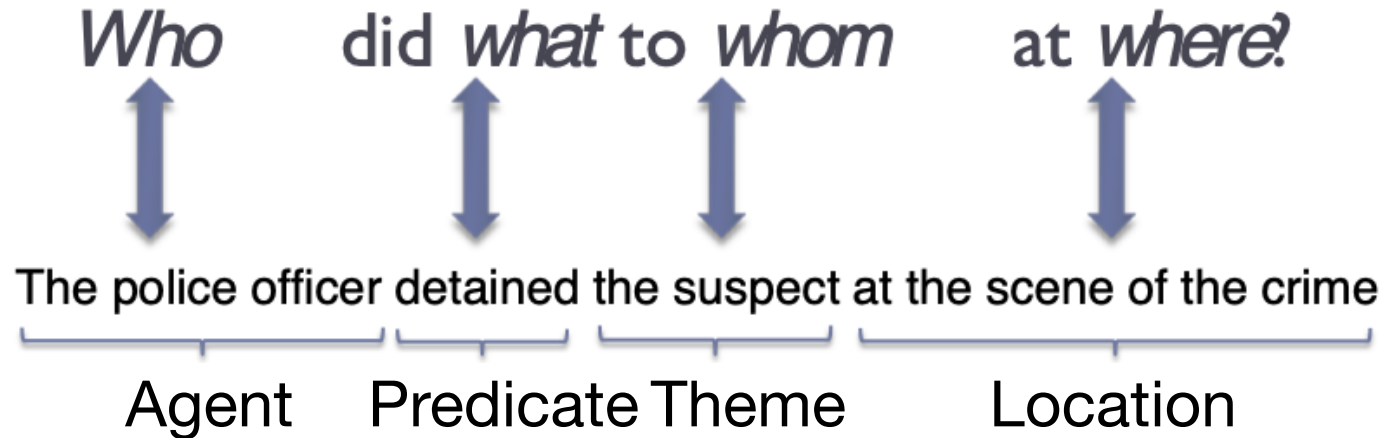 Who did what to whom at where?
The police officer detained the suspect at the scene of the crime
Agent Predicate Theme Location